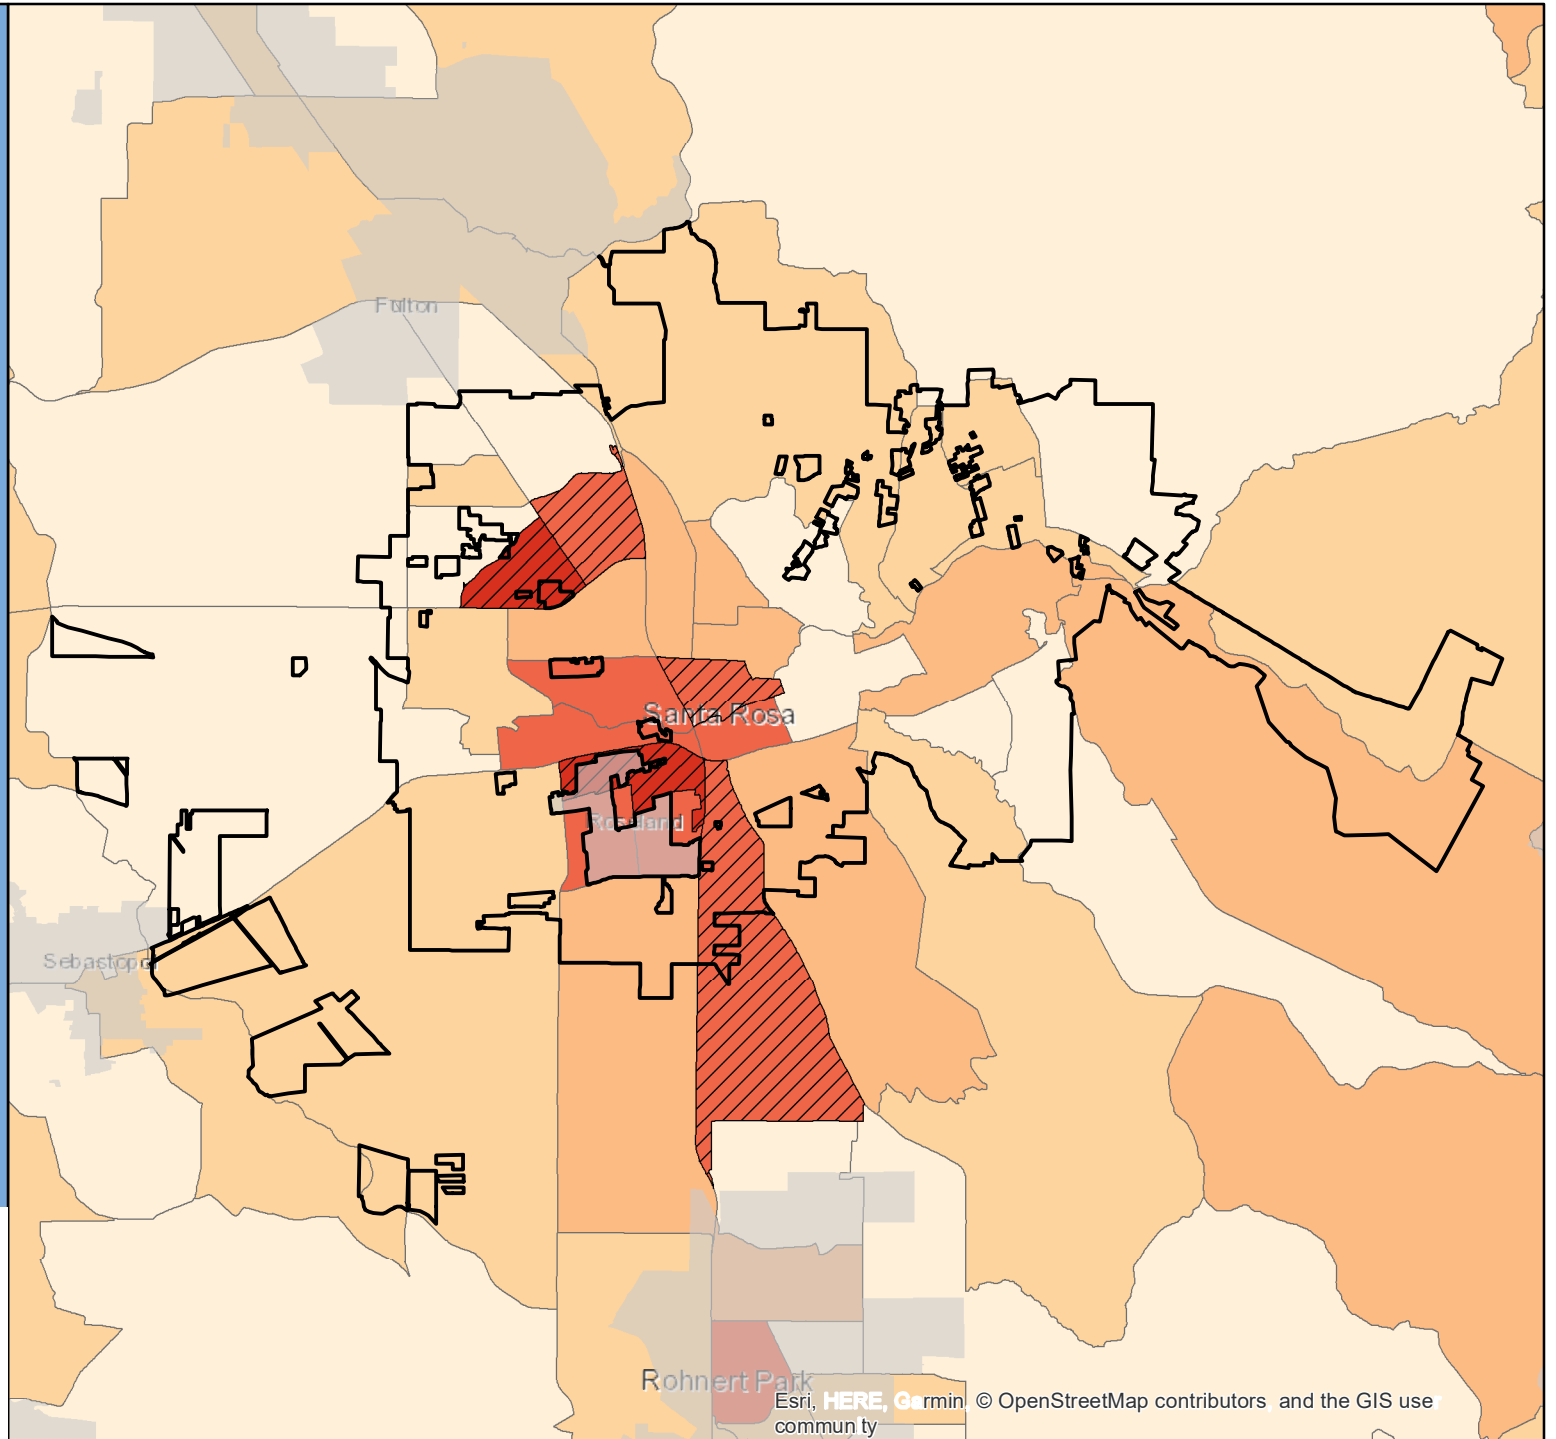 Fulton
Santa Rosa
Roseland
Sebastopol
Rohnert Park
Esri, HERE, Garmin, © OpenStreetMap contributors, and the GIS user
community